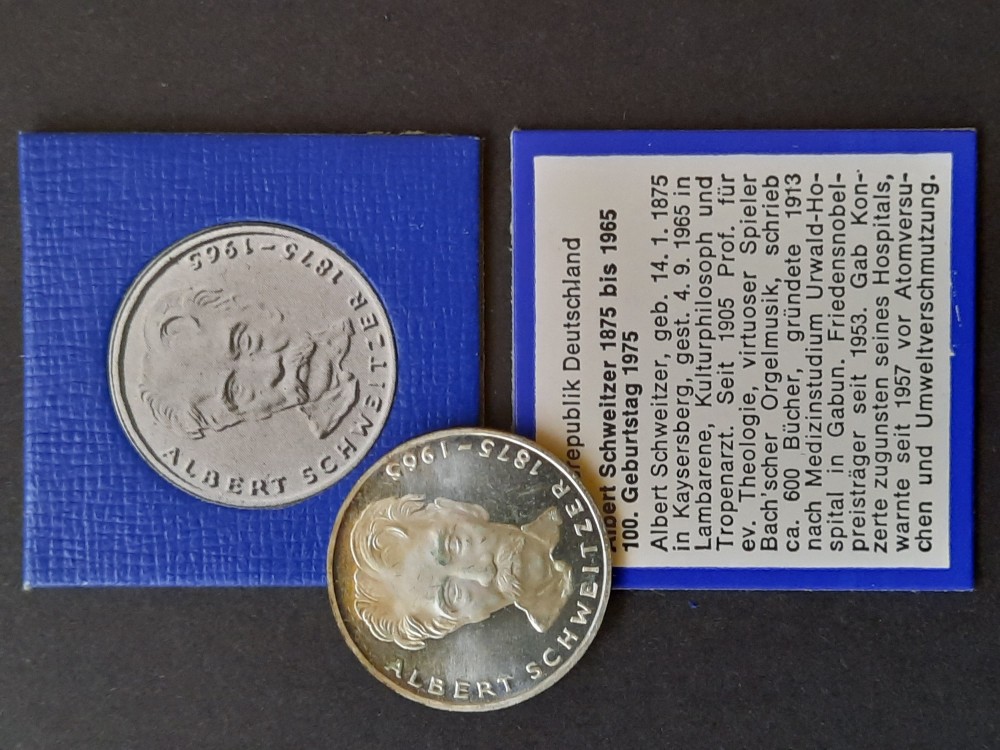 ALBERT SCHWEITZER 1875-1965
ALBERT SCHWEITZER 1875-1965
Deutschland
Albert Schweitzer 1875 bis 1965
100. Geburtstag 1975
Albert Schweitzer, geb. 14. 1. 1875
in Kaysersberg, gest. 4. 9. 1965 in
Lambarene, Kulturphilosoph und
Tropenarzt. Seit 1905 Prof. für
ev. Theologie, virtuoser Spieler
Bach'scher Orgelmusik, schrieb
ca. 600 Bücher, gründete 1913
nach Medizinstudium Urwald-Ho-
spital in Gabun. Friedensnobel-
preisträger seit 1953. Gab Kon-
zerte zugunsten seines Hospitals,
warnte seit 1957 vor Atomversu-
chen und Umweltverschmutzung.